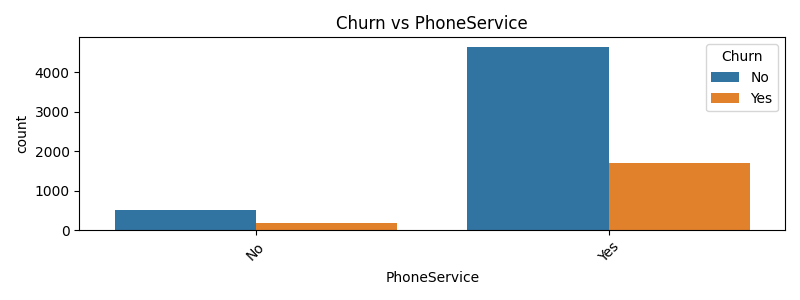 Churn vs PhoneService
4000
3000
2000
1000
0
count
No
Yes
PhoneService
Churn
No
Yes